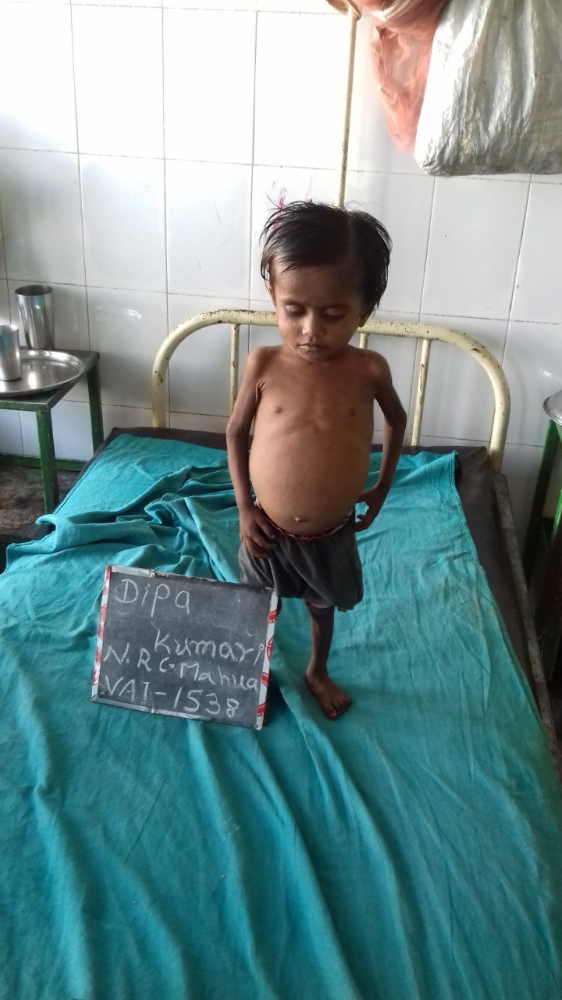 Dipa
Kumari
N.R.C. Mahua
VAI-1538